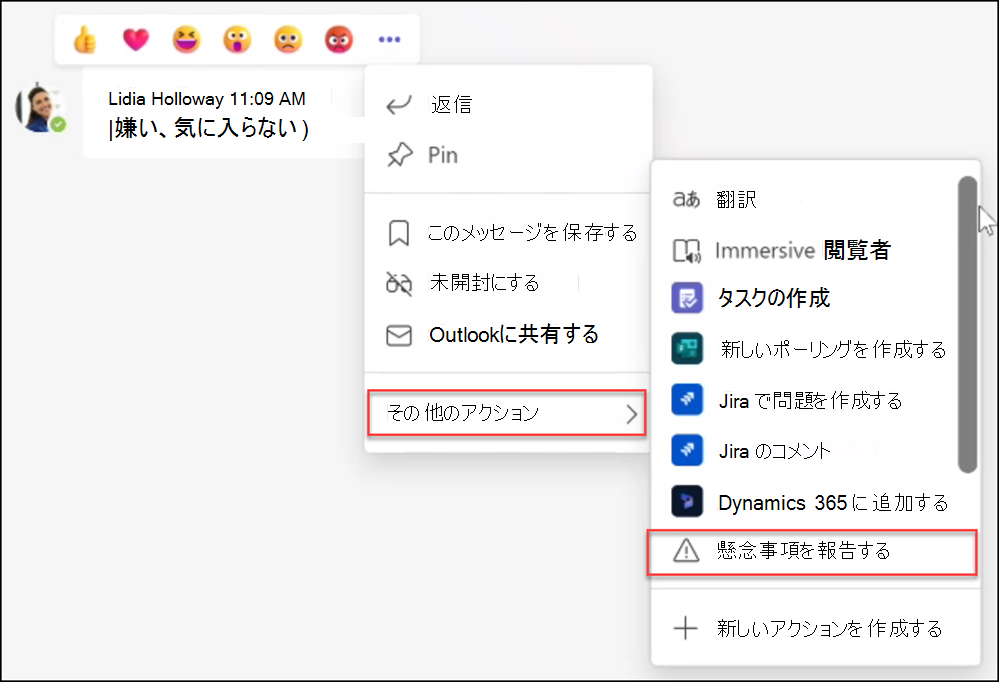 Lidia Holloway 11:09 AM
|嫌い、気に入らない )
返信
Pin
このメッセージを保存する
未開封にする
Outlookに共有する
その他のアクション
aあ 翻訳
Immersive 閲覧者
タスクの作成
新しいポーリングを作成する
Jira で問題を作成する
Jira のコメント
Dynamics 365 に追加する
懸念事項を報告する
新しいアクションを作成する